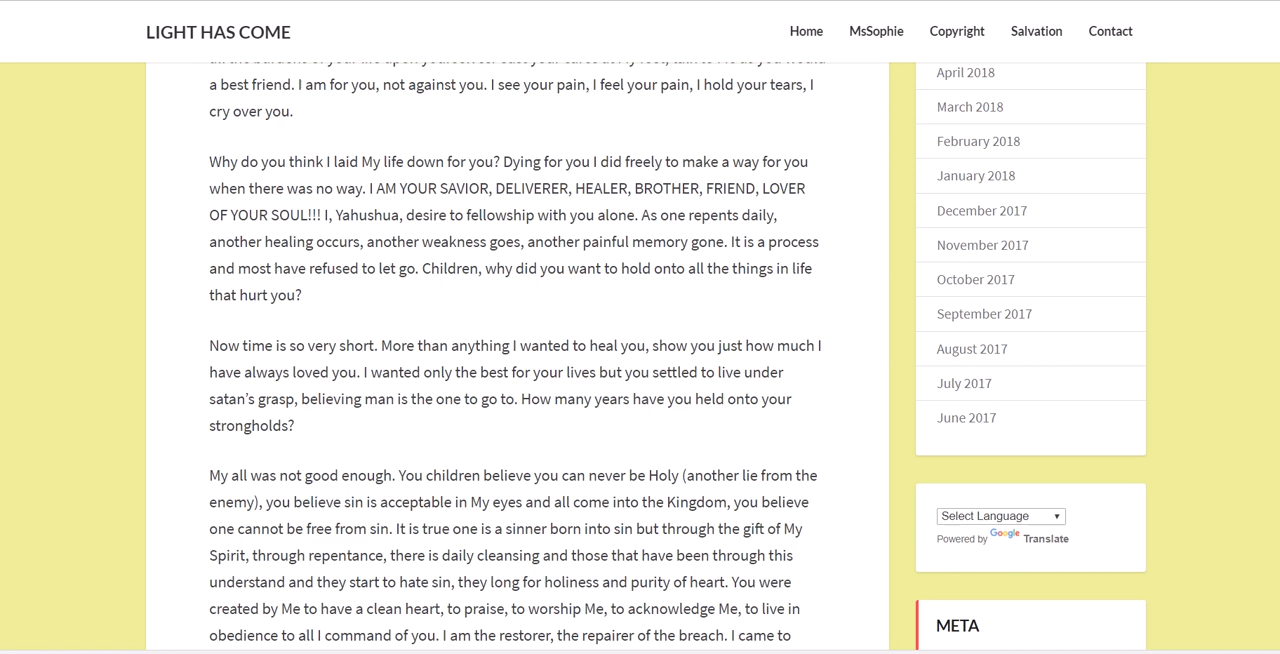 LIGHT HAS COME
Home
MsSophie
Copyright
Salvation
Contact
a best friend. I am for you, not against you. I see your pain, I feel your pain, I hold your tears, I
cry over you.
Why do you think I laid My life down for you? Dying for you I did freely to make a way for you
when there was no way. I AM YOUR SAVIOR, DELIVERER, HEALER, BROTHER, FRIEND, LOVER
OF YOUR SOUL!!! I, Yahushua, desire to fellowship with you alone. As one repents daily,
another healing occurs, another weakness goes, another painful memory gone. It is a process
and most have refused to let go. Children, why did you want to hold onto all the things in life
that hurt you?
Now time is so very short. More than anything I wanted to heal you, show you just how much I
have always loved you. I wanted only the best for your lives but you settled to live under
satan’s grasp, believing man is the one to go to. How many years have you held onto your
strongholds?
My all was not good enough. You children believe you can never be Holy (another lie from the
enemy), you believe sin is acceptable in My eyes and all come into the Kingdom, you believe
one cannot be free from sin. It is true one is a sinner born into sin but through the gift of My
Spirit, through repentance, there is daily cleansing and those that have been through this
understand and they start to hate sin, they long for holiness and purity of heart. You were
created by Me to have a clean heart, to praise, to worship Me, to acknowledge Me, to live in
obedience to all I command of you. I am the restorer, the repairer of the breach. I came to
April 2018
March 2018
February 2018
January 2018
December 2017
November 2017
October 2017
September 2017
August 2017
July 2017
June 2017
Select Language
Powered by Google Translate
META